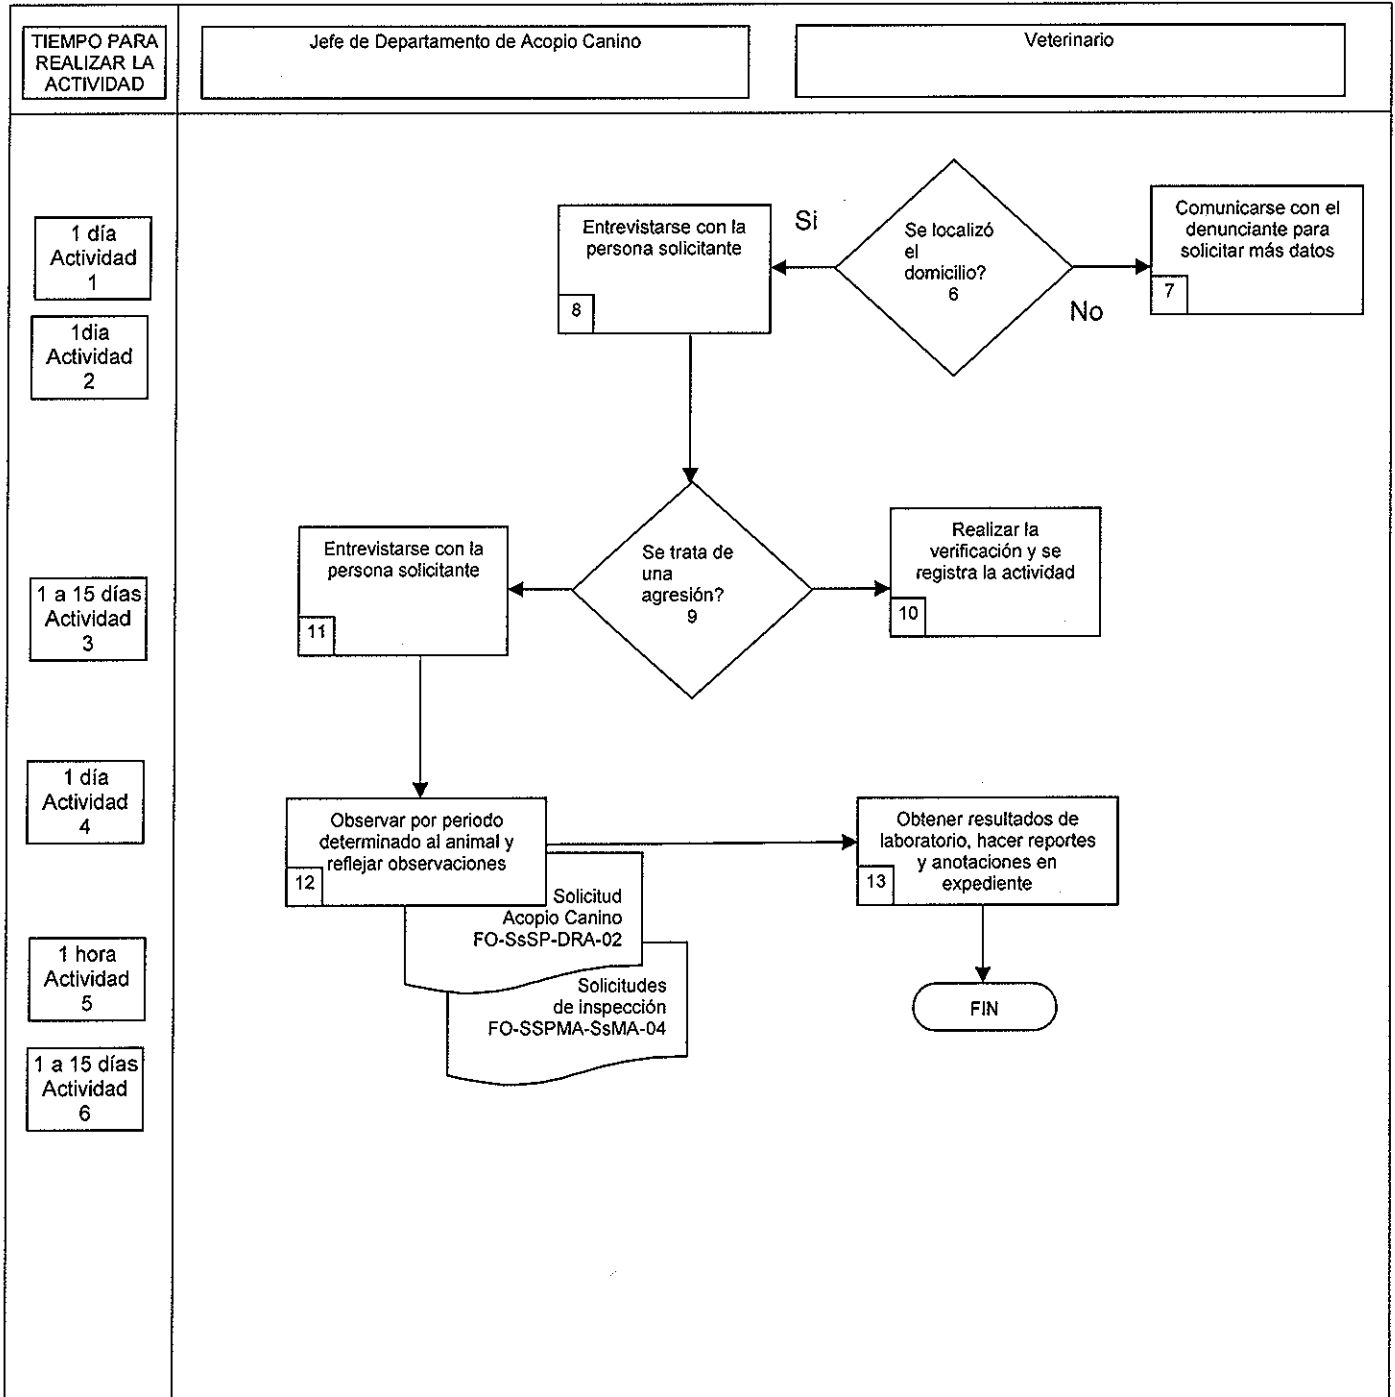 TIEMPO PARA
REALIZAR LA
ACTIVIDAD
Jefe de Departamento de Acopio Canino
Veterinario
1 día
Actividad
1
1dia
Actividad
2
1 a 15 días
Actividad
3
1 día
Actividad
4
1 hora
Actividad
5
1 a 15 días
Actividad
6
Entrevistarse con la
persona solicitante
8
Si
Se localizó
el
domicilio?
6
No
Comunicarse con el
denunciante para
solicitar más datos
7
Entrevistarse con la
persona solicitante
11
Se trata de
una
agresión?
9
Realizar la
verificación y se
registra la actividad
10
Observar por periodo
determinado al animal y
reflejar observaciones
12
Solicitud
Acopio Canino
FO-SsSP-DRA-02
Solicitudes
de inspección
FO-SSPMA-SsMA-04
Obtener resultados de
laboratorio, hacer reportes
y anotaciones en
expediente
13
FIN